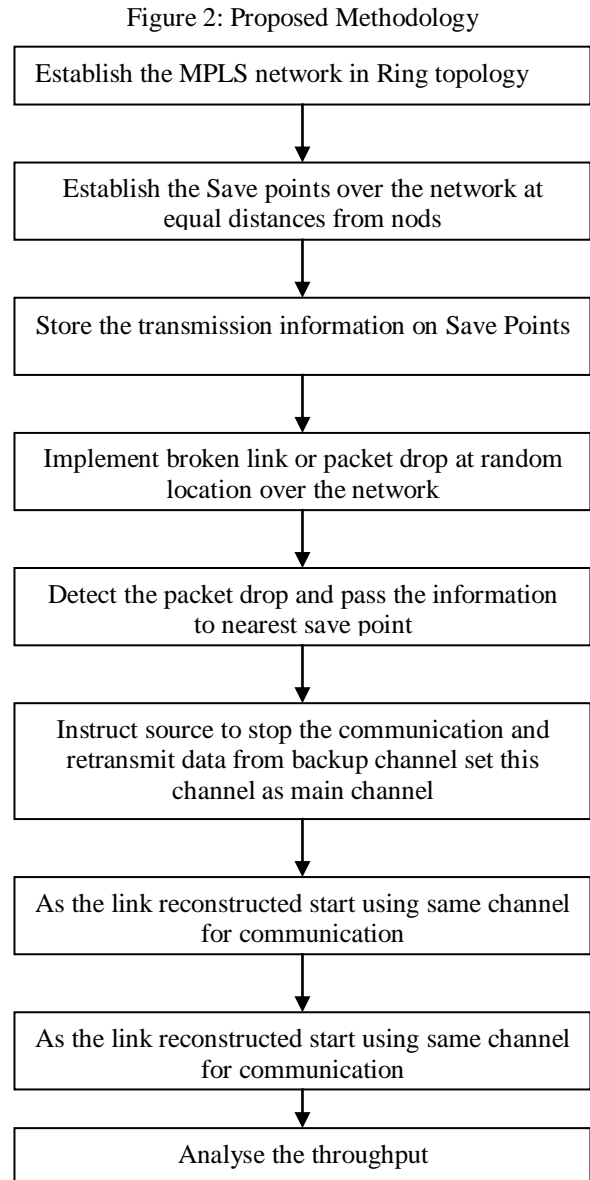 Figure 2: Proposed Methodology
Establish the MPLS network in Ring topology
Establish the Save points over the network at
equal distances from nods
Store the transmission information on Save Points
Implement broken link or packet drop at random
location over the network
Detect the packet drop and pass the information
to nearest save point
Instruct source to stop the communication and
retransmit data from backup channel set this
channel as main channel
As the link reconstructed start using same channel
for communication
As the link reconstructed start using same channel
for communication
Analyse the throughput